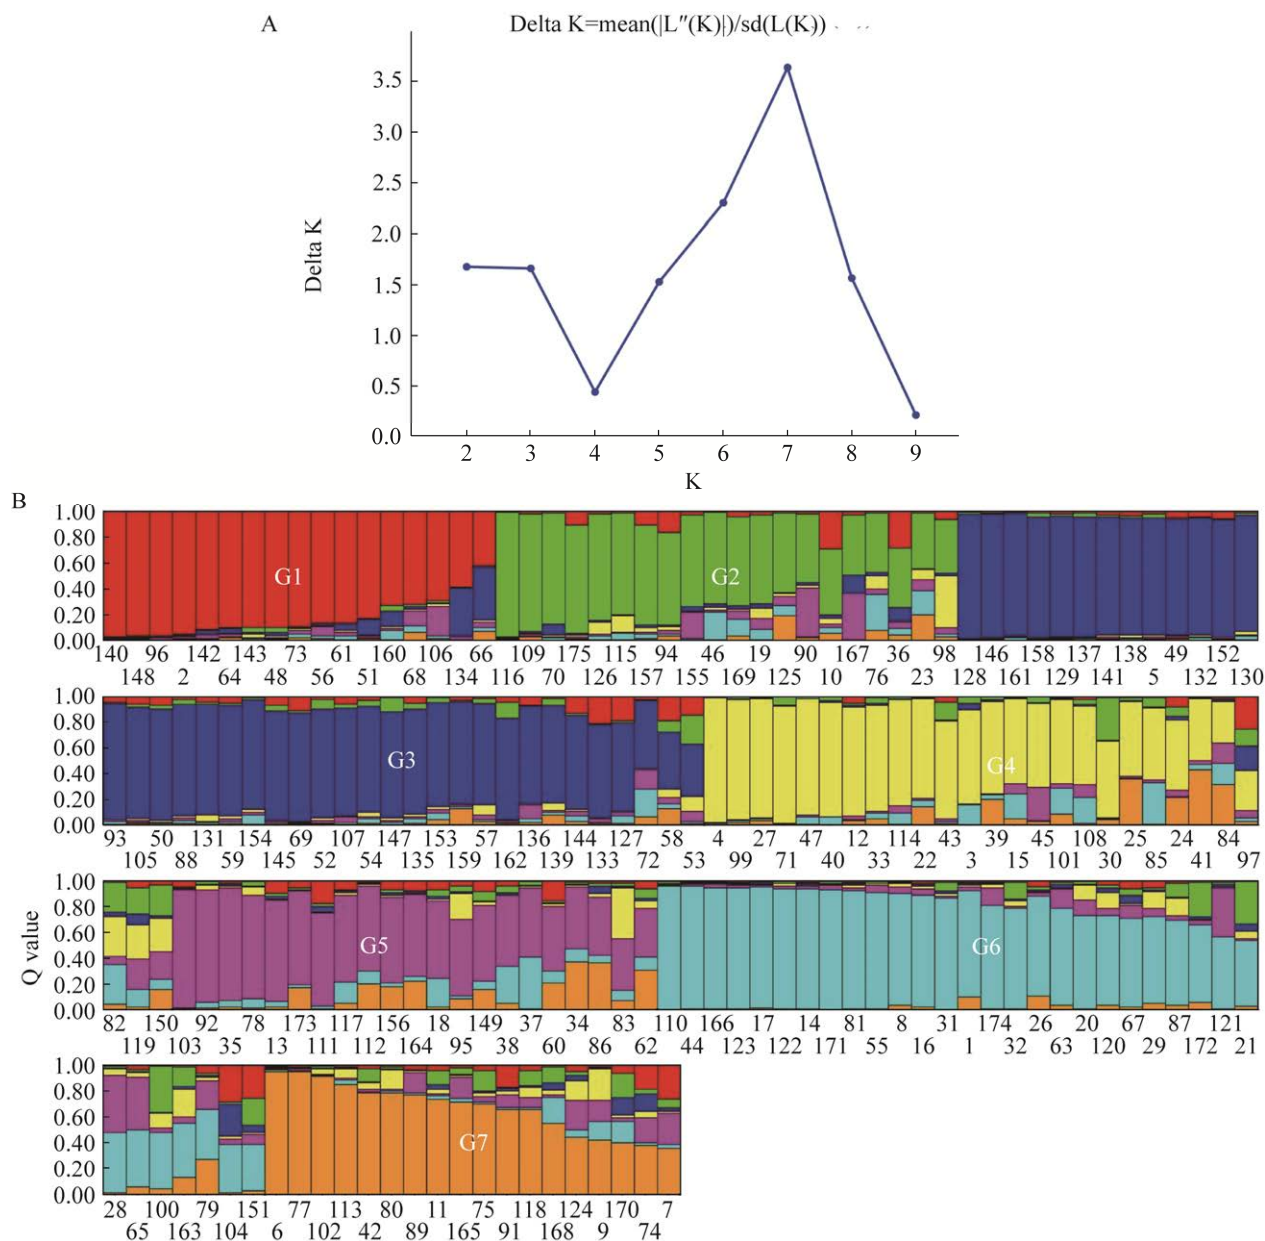 A
Delta K=mean(|L″(K)|)/sd(L(K))
3.5
3.0
2.5
2.0
1.5
1.0
0.5
0.0
Delta K
2 3 4 5 6 7 8 9
K
B
1.00
0.80
0.60
0.40
0.20
0.00
G1 G2
140 96 142 143 73 61 160 106 66 109 175 115 94 46 19 90 167 36 98 146 158 137 138 49 152
148 2 64 48 56 51 68 134 116 70 126 157 155 169 125 10 76 23 128 161 129 141 5 132 130
1.00
0.80
0.60
0.40
0.20
0.00
G3 G4
93 50 131 154 69 107 147 153 57 136 144 127 58 4 27 47 12 114 43 39 45 108 25 24 84
105 88 59 145 52 54 135 159 162 139 133 72 53 99 71 40 33 22 3 15 101 30 85 41 97
Q value
1.00
0.80
0.60
0.40
0.20
0.00
G5 G6
82 150 92 78 173 117 156 18 149 37 34 83 110 166 17 14 81 8 31 174 26 20 67 87 121
119 103 35 13 111 112 164 95 38 60 86 62 44 123 122 171 55 16 1 32 63 120 29 172 21
1.00
0.80
0.60
0.40
0.20
0.00
G7
28 100 79 151 77 113 80 11 75 118 124 170 7
65 163 104 6 102 42 89 165 91 168 9 74